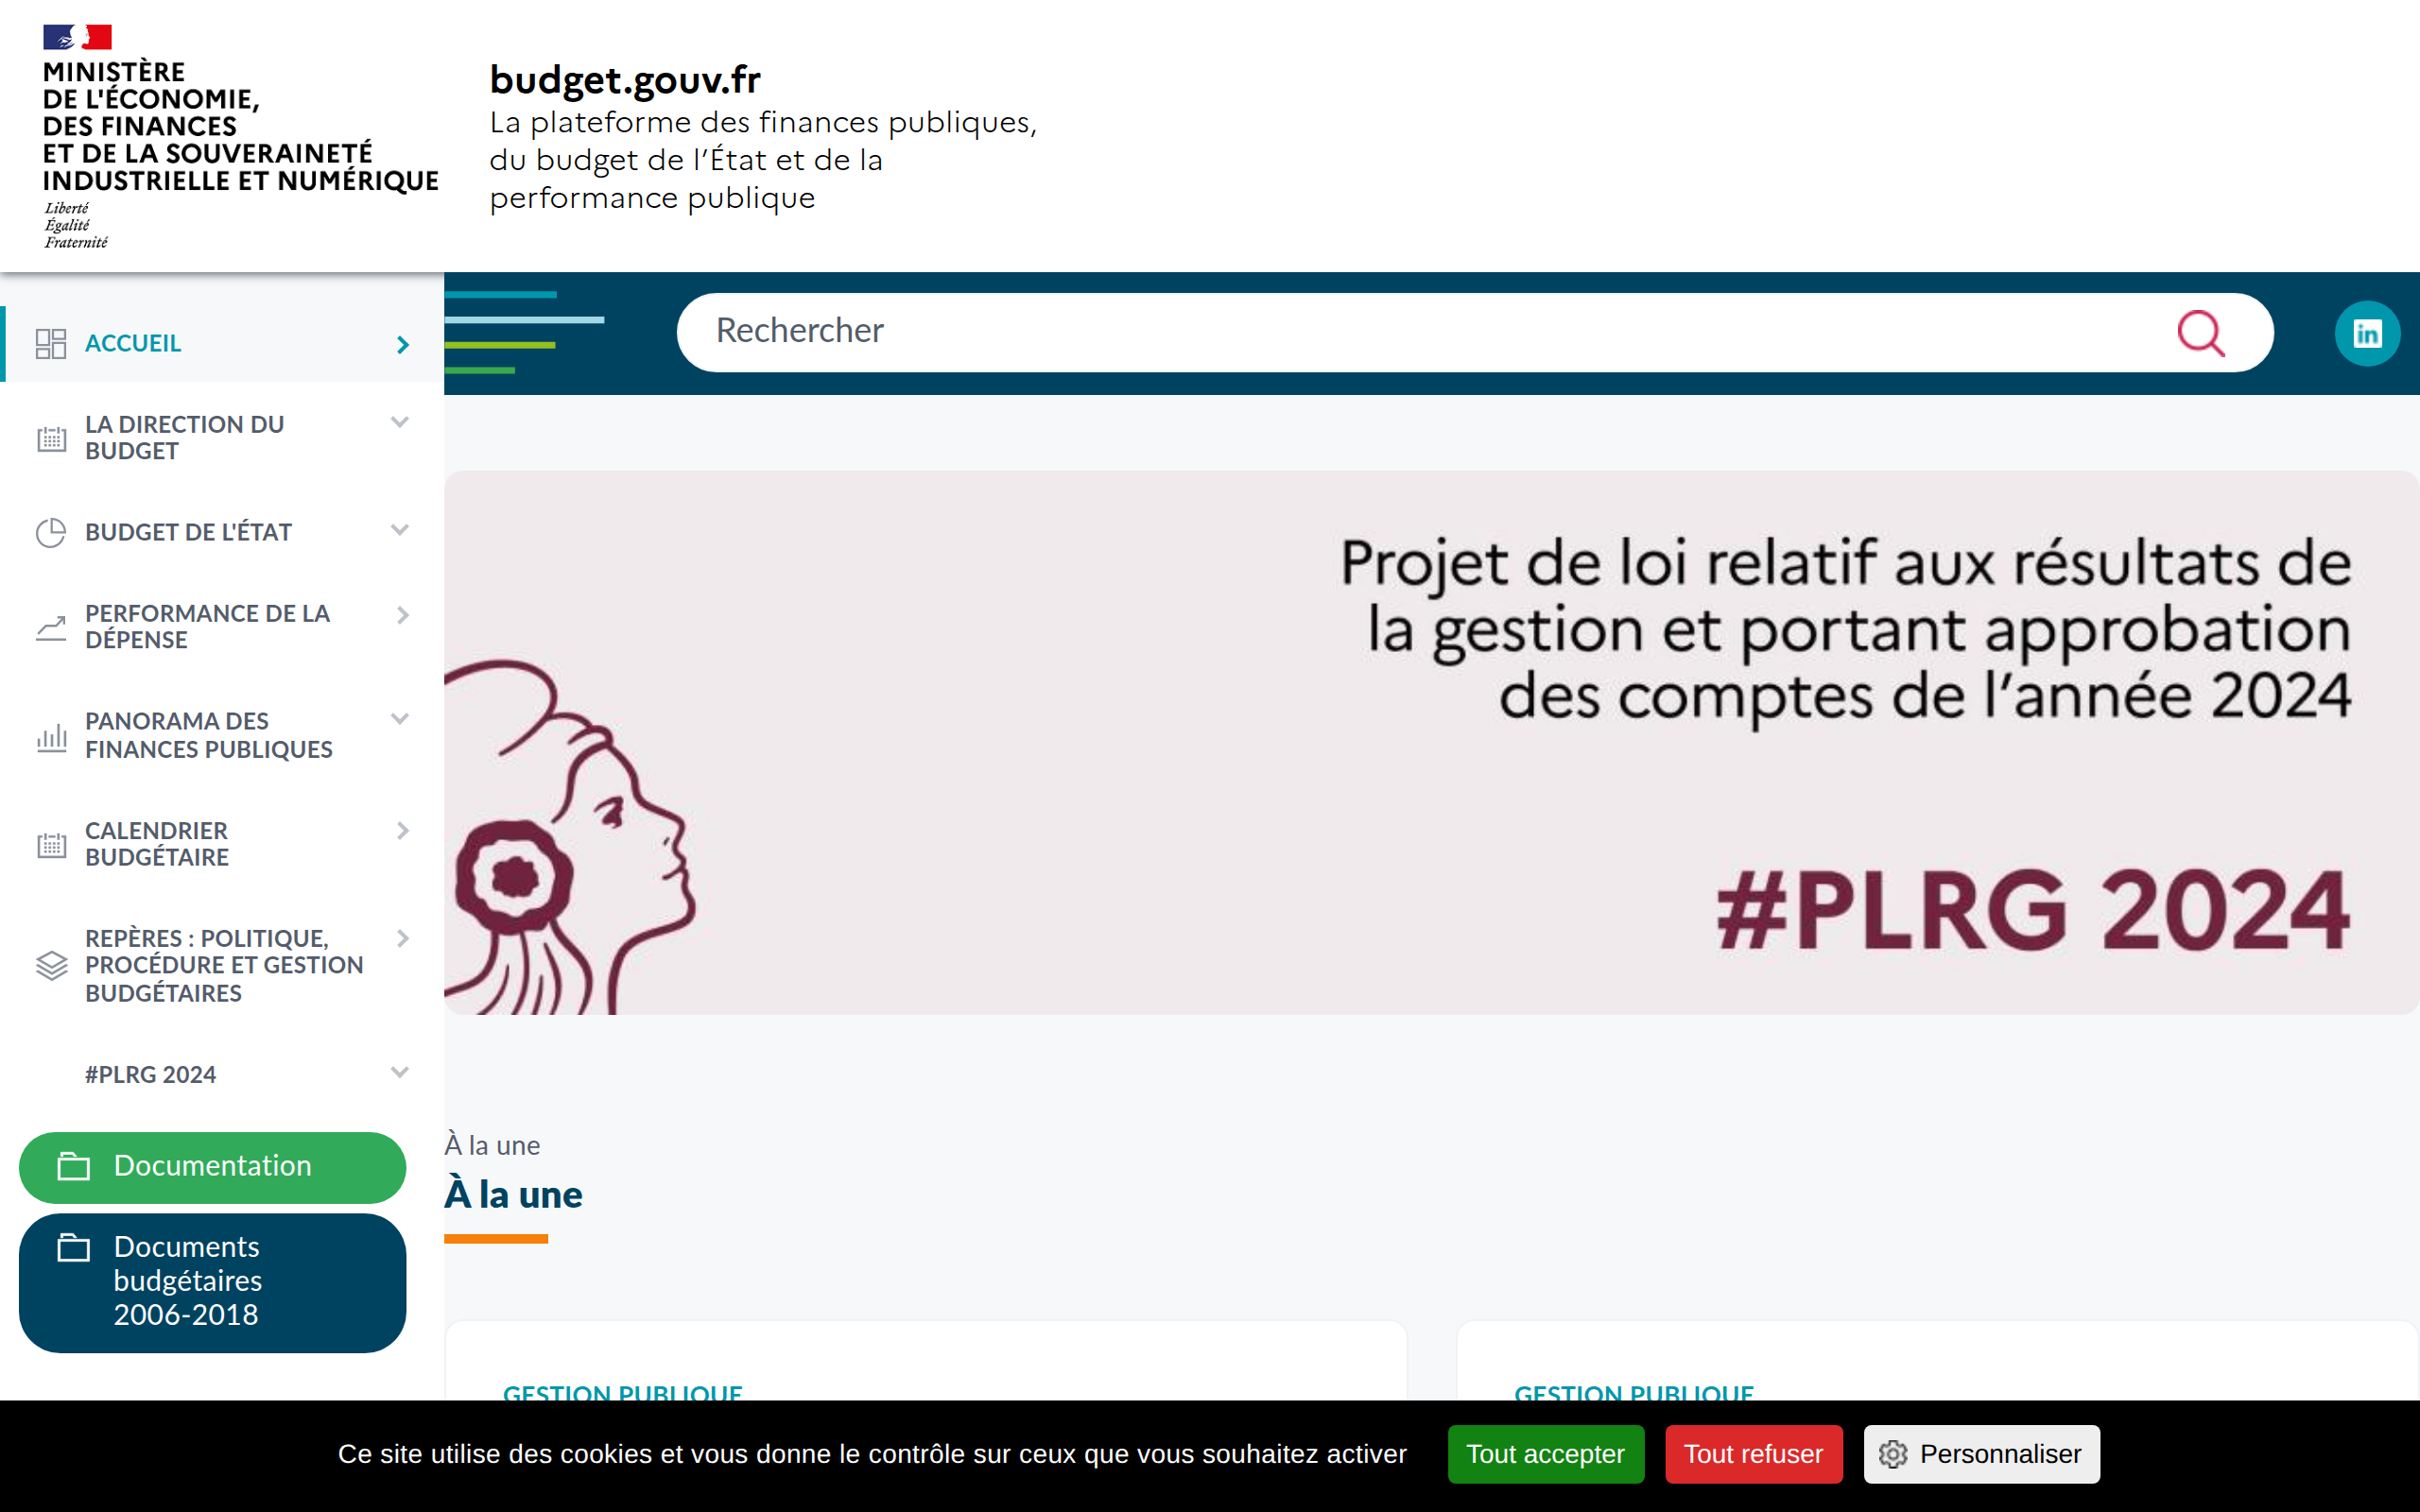 MINISTÈRE
DE L'ÉCONOMIE,
DES FINANCES
ET DE LA SOUVERAINETÉ
INDUSTRIELLE ET NUMÉRIQUE
Liberté
Égalité
Fraternité
budget.gouv.fr
La plateforme des finances publiques,
du budget de l’État et de la
performance publique
Rechercher
in
ACCUEIL
LA DIRECTION DU
BUDGET
BUDGET DE L'ÉTAT
PERFORMANCE DE LA
DÉPENSE
PANORAMA DES
FINANCES PUBLIQUES
CALENDRIER
BUDGÉTAIRE
REPÈRES : POLITIQUE,
PROCÉDURE ET GESTION
BUDGÉTAIRES
#PLRG 2024
Documentation
Documents
budgétaires
2006-2018
Projet de loi relatif aux résultats de
la gestion et portant approbation
des comptes de l’année 2024
#PLRG 2024
À la une
À la une
GESTION PUBLIQUE
GESTION PUBLIQUE
Ce site utilise des cookies et vous donne le contrôle sur ceux que vous souhaitez activer
Tout accepter
Tout refuser
Personnaliser